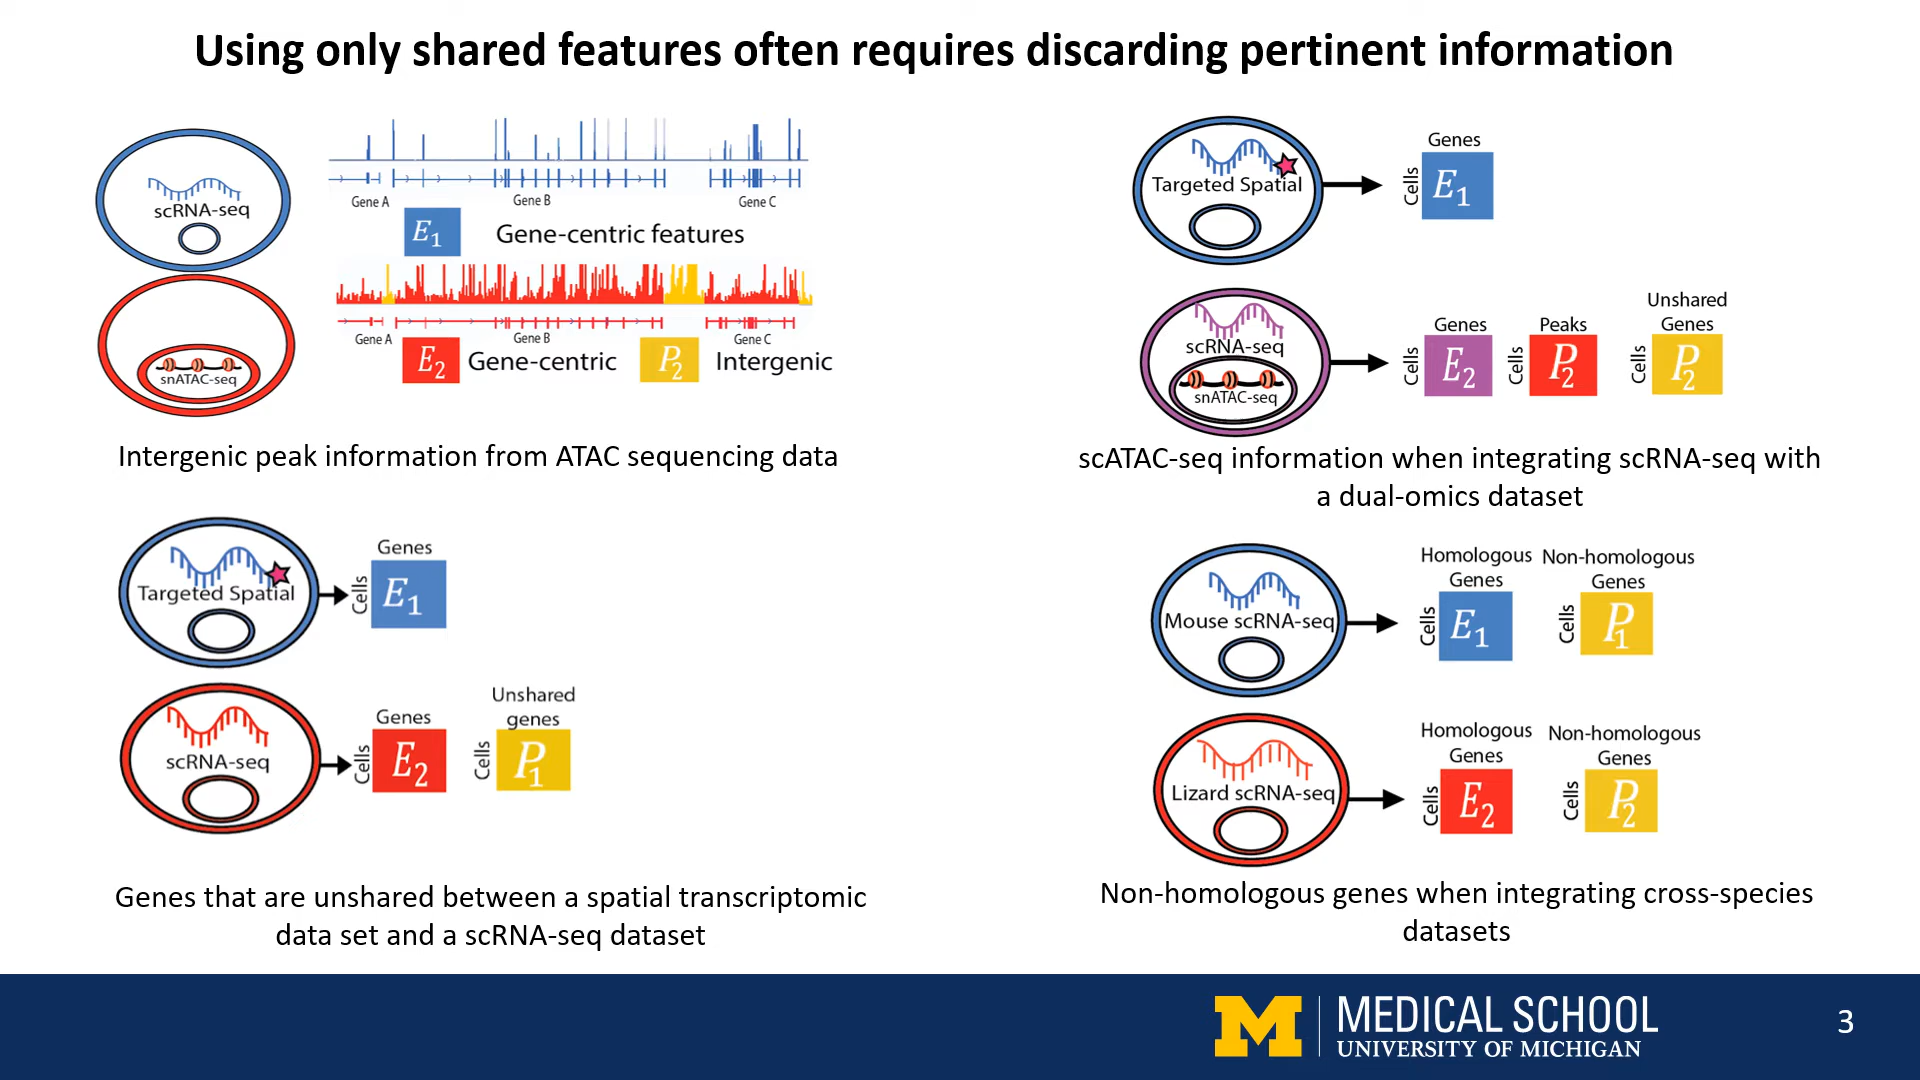 Using only shared features often requires discarding pertinent information
scRNA-seq
Gene A
Gene B
Gene C
E1
Gene-centric features
snATAC-seq
Gene A
Gene B
Gene C
E2
Gene-centric
P2
Intergenic
Intergenic peak information from ATAC sequencing data
Targeted Spatial
Genes
Cells
E1
scRNA-seq
snATAC-seq
Genes
Cells
E2
Peaks
Cells
P2
Unshared
Genes
Cells
P2
scATAC-seq information when integrating scRNA-seq with
a dual-omics dataset
Targeted Spatial
Genes
Cells
E1
scRNA-seq
Genes
Cells
E2
Unshared
genes
Cells
P1
Genes that are unshared between a spatial transcriptomic
data set and a scRNA-seq dataset
Mouse scRNA-seq
Homologous
Genes
Cells
E1
Non-homologous
Genes
Cells
P1
Lizard scRNA-seq
Homologous
Genes
Cells
E2
Non-homologous
Genes
Cells
P2
Non-homologous genes when integrating cross-species
datasets
M
MEDICAL SCHOOL
UNIVERSITY OF MICHIGAN
3